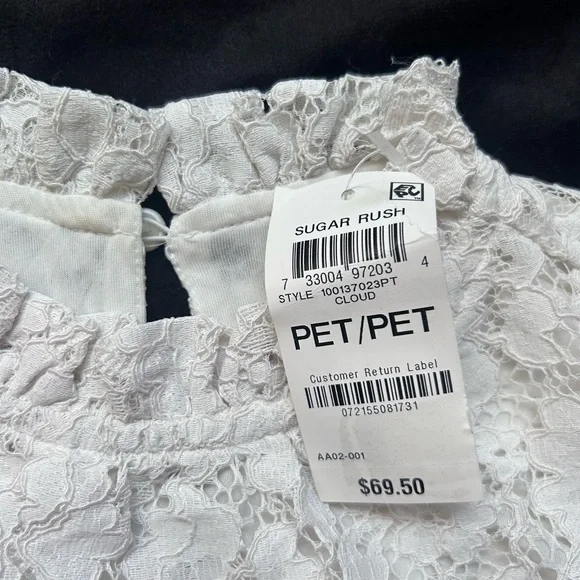 SUGAR RUSH
7 33004 97203 4
STYLE 100137023PT
CLOUD
PET/PET
Customer Return Label
072155081731
AA02-001
$69.50